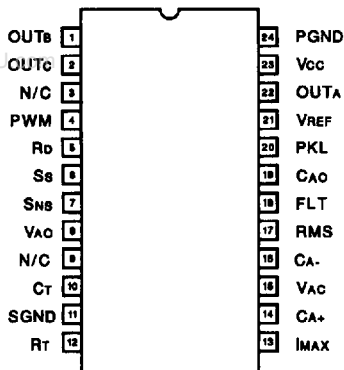 OUTB 1
OUTC 2
N/C 3
PWM 4
RD 5
SS 6
SNS 7
VAO 8
N/C 9
CT 10
SGND 11
RT 12
24 PGND
23 VCC
22 OUTA
21 VREF
20 PKL
19 CAO
18 FLT
17 RMS
16 CA-
15 VAC
14 CA+
13 IMAX